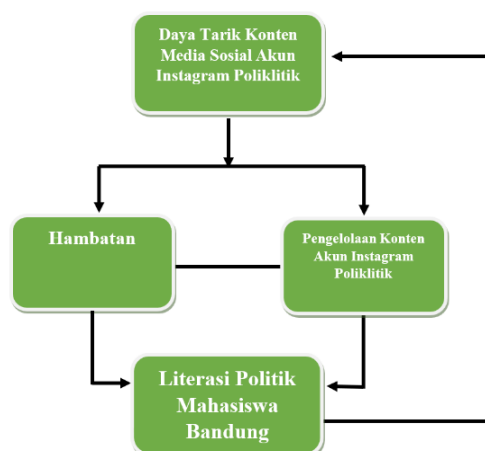 Daya Tarik Konten
Media Sosial Akun
Instagram Poliklitik
Hambatan
Pengelolaan Konten
Akun Instagram
Poliklitik
Literasi Politik
Mahasiswa
Bandung